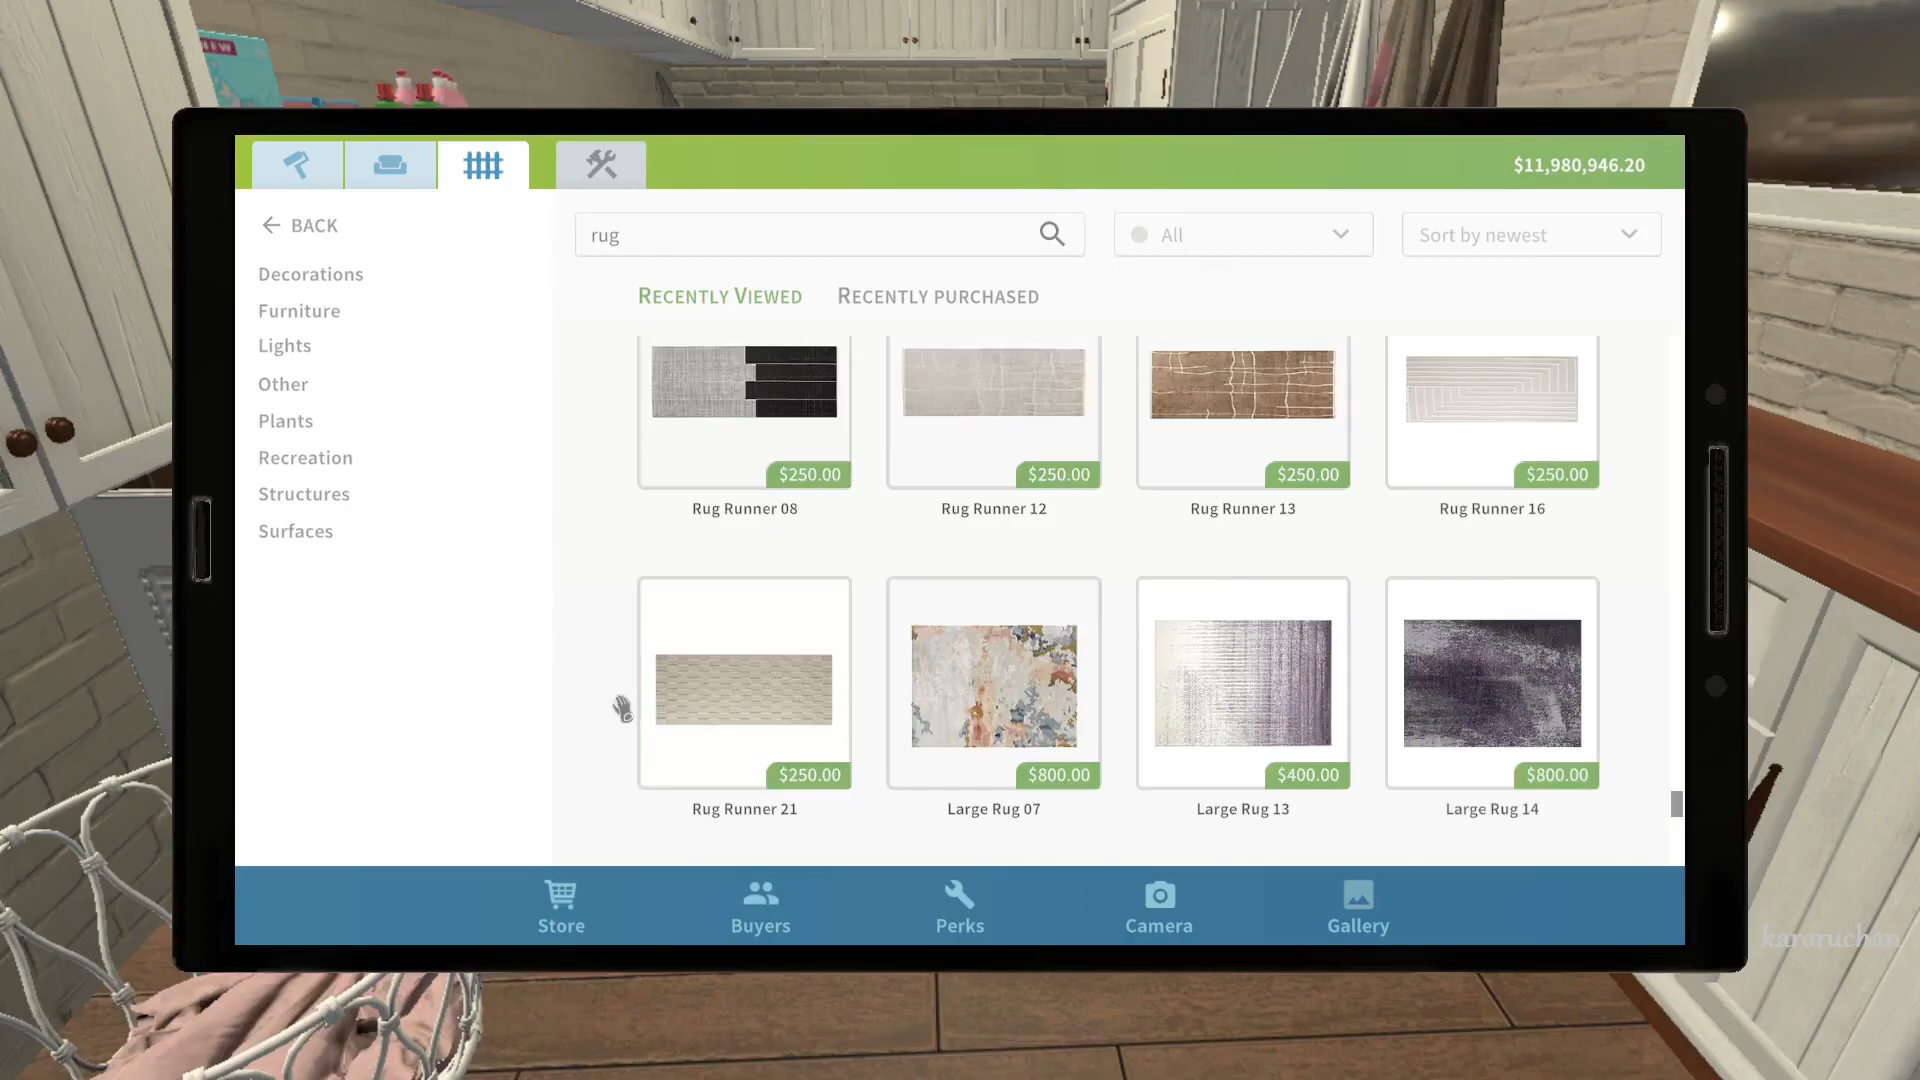 NEW
$11,980,946.20
BACK
rug
All
Sort by newest
Decorations
Furniture
Lights
Other
Plants
Recreation
Structures
Surfaces
RECENTLY VIEWED
RECENTLY PURCHASED
$250.00
$250.00
$250.00
$250.00
Rug Runner 08
Rug Runner 12
Rug Runner 13
Rug Runner 16
$250.00
$800.00
$400.00
$800.00
Rug Runner 21
Large Rug 07
Large Rug 13
Large Rug 14
Store
Buyers
Perks
Camera
Gallery
karoruchan